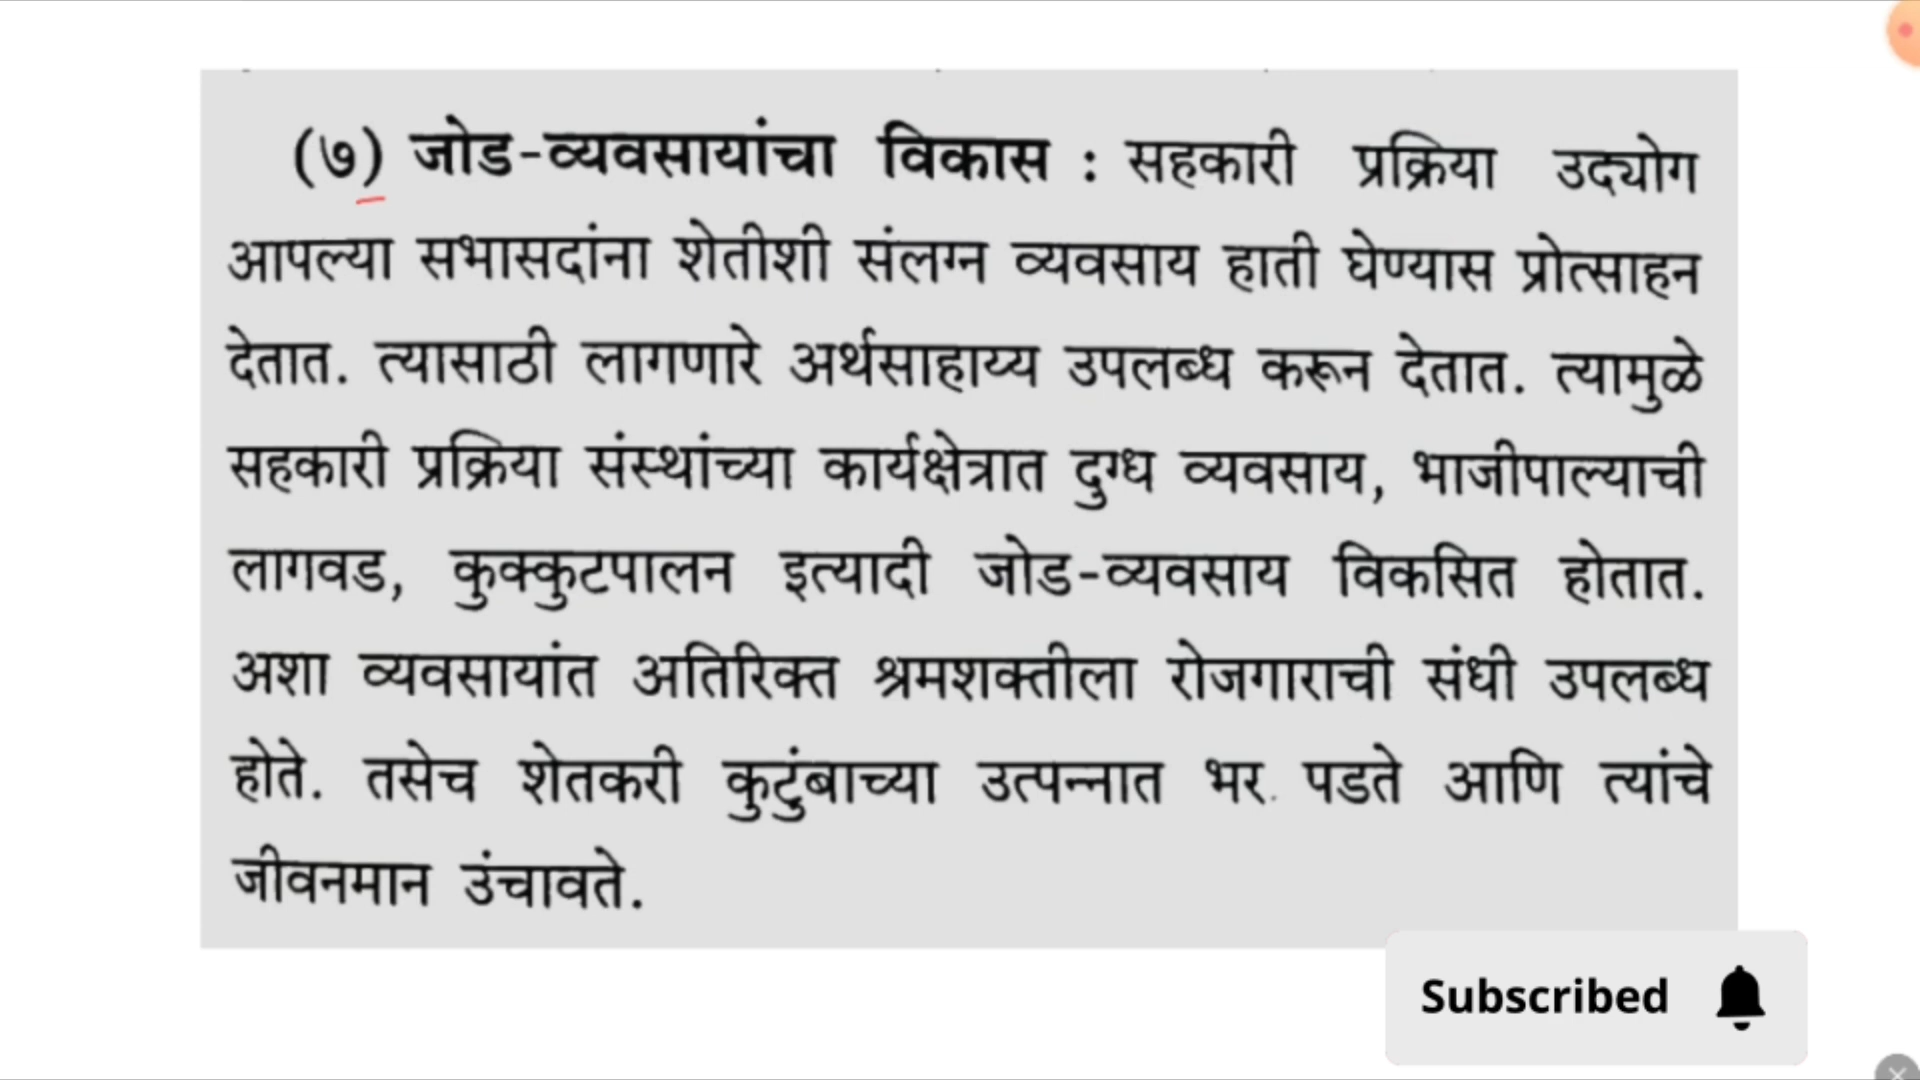 (७) जोड-व्यवसायांचा विकास : सहकारी प्रक्रिया उद्योग
आपल्या सभासदांना शेतीशी संलग्न व्यवसाय हाती घेण्यास प्रोत्साहन
देतात. त्यासाठी लागणारे अर्थसाहाय्य उपलब्ध करून देतात. त्यामुळे
सहकारी प्रक्रिया संस्थांच्या कार्यक्षेत्रात दुग्ध व्यवसाय, भाजीपाल्याची
लागवड, कुक्कुटपालन इत्यादी जोड-व्यवसाय विकसित होतात.
अशा व्यवसायांत अतिरिक्त श्रमशक्तीला रोजगाराची संधी उपलब्ध
होते. तसेच शेतकरी कुटुंबाच्या उत्पन्नात भर पडते आणि त्यांचे
जीवनमान उंचावते.
Subscribed